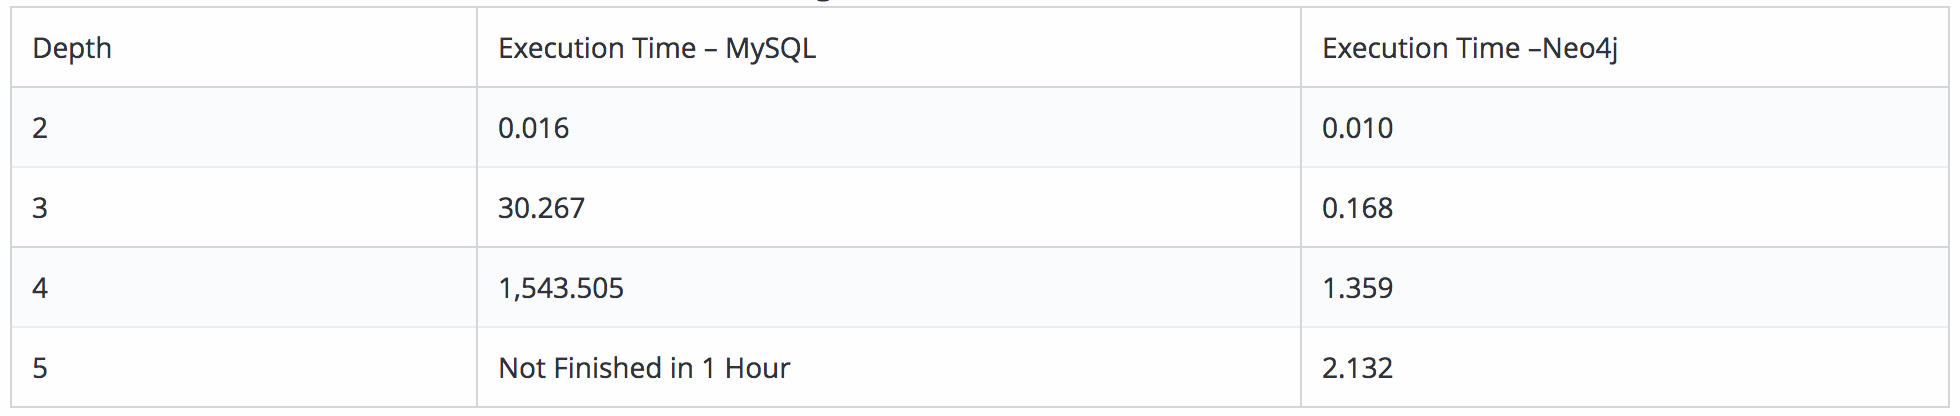 Depth Execution Time – MySQL Execution Time –Neo4j
2 0.016 0.010
3 30.267 0.168
4 1,543.505 1.359
5 Not Finished in 1 Hour 2.132